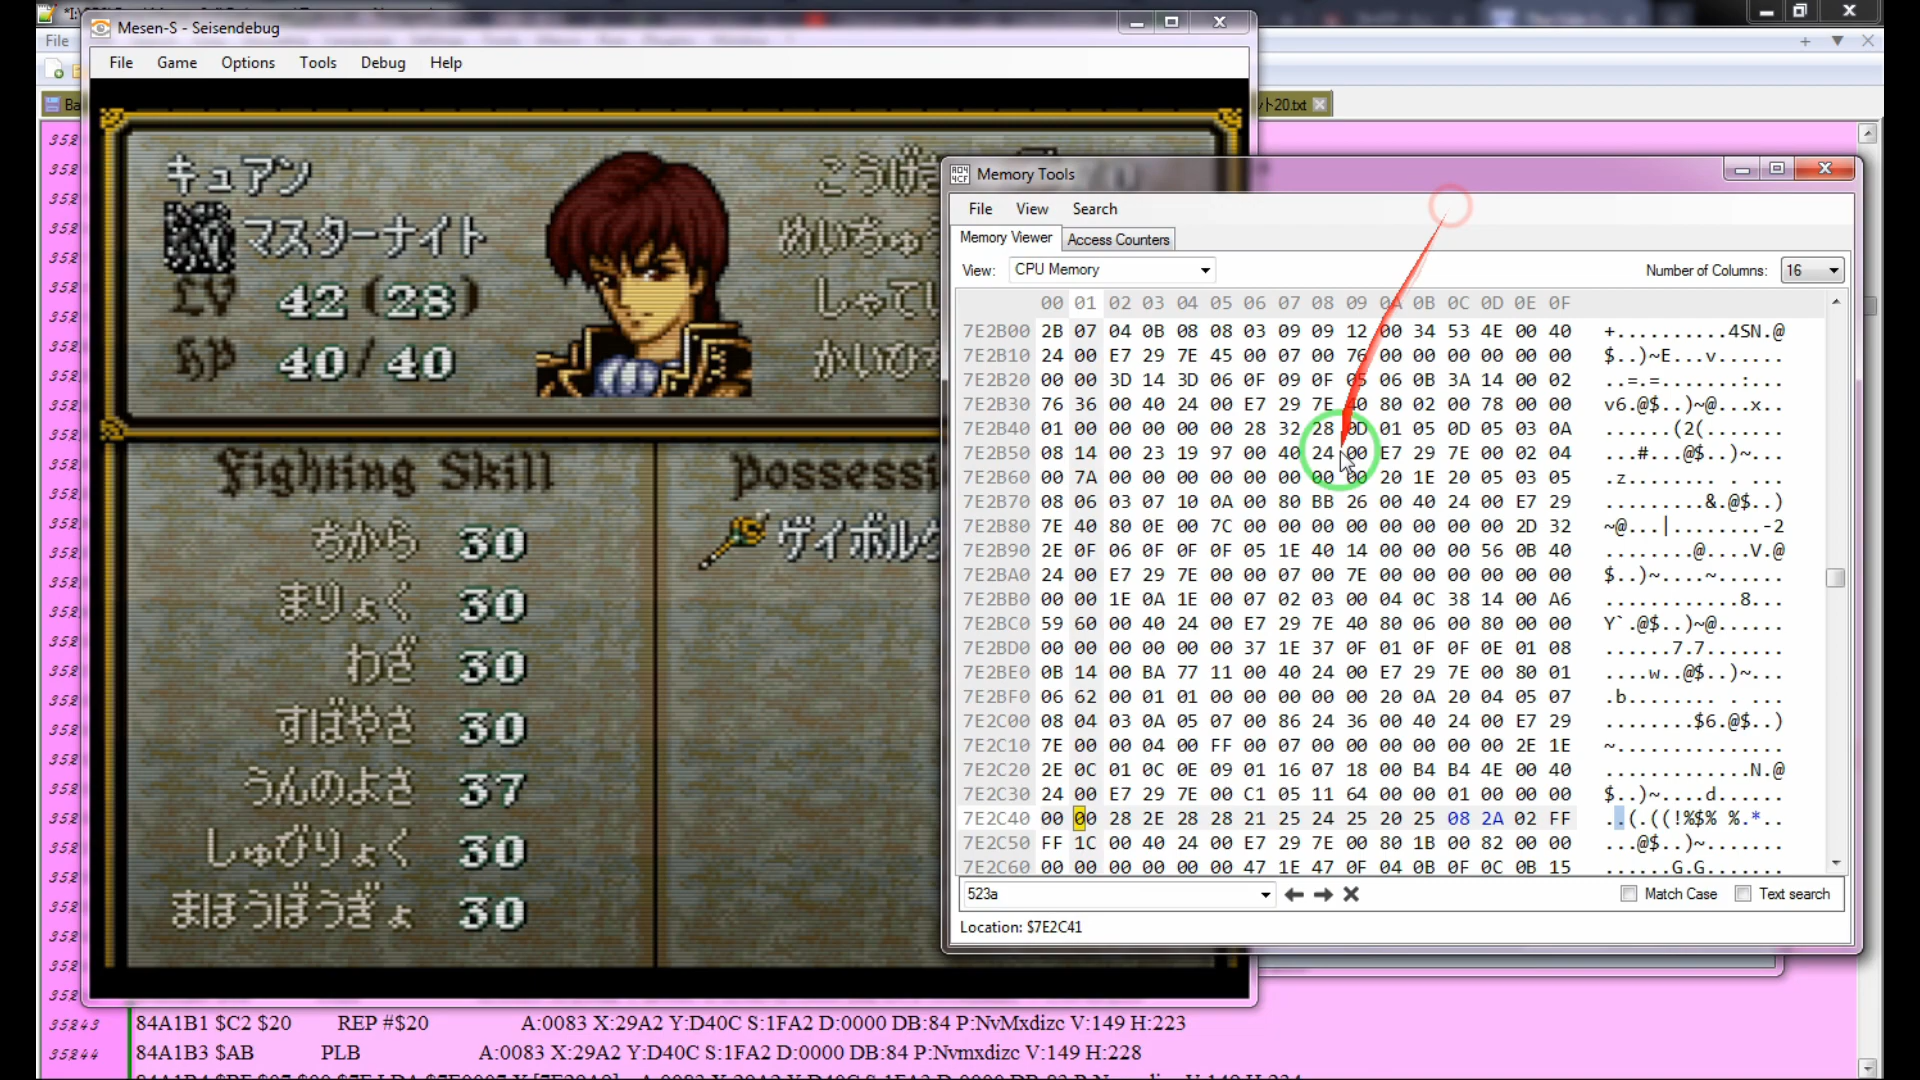 Mesen-S - Seisendebug
File Game Options Tools Debug Help
キュアン
マスターナイト
LV 42 (28)
HP 40/40
Fighting Skill
ちから 30
まりょく 30
わざ 30
すばやさ 30
うんのよさ 37
しゅびりょく 30
まほうぼうぎょ 30
ゲイボルグ
Memory Tools
File View Search
Memory Viewer Access Counters
View: CPU Memory Number of Columns: 16
00 01 02 03 04 05 06 07 08 09 0A 0B 0C 0D 0E 0F
7E2B00 2B 07 04 0B 08 08 03 09 09 12 00 34 53 4E 00 40 +..........4SN.@
7E2B10 24 00 E7 29 7E 45 00 07 00 76 00 00 00 00 00 00 $..)~E...v......
7E2B20 00 00 3D 14 3D 06 0F 09 0F 05 06 0B 3A 14 00 02 ..=.=.......:...
7E2B30 76 36 00 40 24 00 E7 29 7E 40 80 02 00 78 00 00 v6.@$..)~@...x..
7E2B40 01 00 00 00 00 00 28 32 28 0D 01 05 0D 05 03 0A ......(2(.......
7E2B50 08 14 00 23 19 97 00 40 24 00 E7 29 7E 00 02 04 ...#...@$..)~...
7E2B60 00 7A 00 00 00 00 00 00 00 00 20 1E 20 05 03 05 .z........ . ...
7E2B70 08 06 03 07 10 0A 00 80 BB 26 00 40 24 00 E7 29 .........&.@$..)
7E2B80 7E 40 80 0E 00 7C 00 00 00 00 00 00 00 00 2D 32 ~@...|........-2
7E2B90 2E 0F 06 0F 0F 0F 05 1E 40 14 00 00 00 56 0B 40 ........@....V.@
7E2BA0 24 00 E7 29 7E 00 00 07 00 7E 00 00 00 00 00 00 $..)~....~......
7E2BB0 00 00 1E 0A 1E 00 07 02 03 00 04 0C 38 14 00 A6 ............8...
7E2BC0 59 60 00 40 24 00 E7 29 7E 40 80 06 00 80 00 00 Y`.@$..)~@......
7E2BD0 00 00 00 00 00 00 37 1E 37 0F 01 0F 0F 0E 01 08 ......7.7.......
7E2BE0 0B 14 00 BA 77 11 00 40 24 00 E7 29 7E 00 80 01 ....w..@$..)~...
7E2BF0 06 62 00 01 01 00 00 00 00 00 20 0A 20 04 05 07 .b........ . ...
7E2C00 08 04 03 0A 05 07 00 86 24 36 00 40 24 00 E7 29 ........$6.@$..)
7E2C10 7E 00 00 04 00 FF 00 07 00 00 00 00 00 00 2E 1E ~...............
7E2C20 2E 0C 01 0C 0E 09 01 16 07 18 00 B4 B4 4E 00 40 .............N.@
7E2C30 24 00 E7 29 7E 00 C1 05 11 64 00 00 01 00 00 00 $..)~....d......
7E2C40 00 00 28 2E 28 28 21 25 24 25 20 25 08 2A 02 FF ..(.((!%$% %.*..
7E2C50 FF 1C 00 40 24 00 E7 29 7E 00 80 1B 00 82 00 00 ...@$..)~.......
7E2C60 00 00 00 00 00 00 47 1E 47 0F 04 0B 0F 0C 0B 15 ......G.G.......
523a Match Case Text search
Location: $7E2C41
35243 84A1B1 $C2 $20 REP #$20 A:0083 X:29A2 Y:D40C S:1FA2 D:0000 DB:84 P:NvMxdizc V:149 H:223
35244 84A1B3 $AB PLB A:0083 X:29A2 Y:D40C S:1FA2 D:0000 DB:84 P:Nvmxdizc V:149 H:228